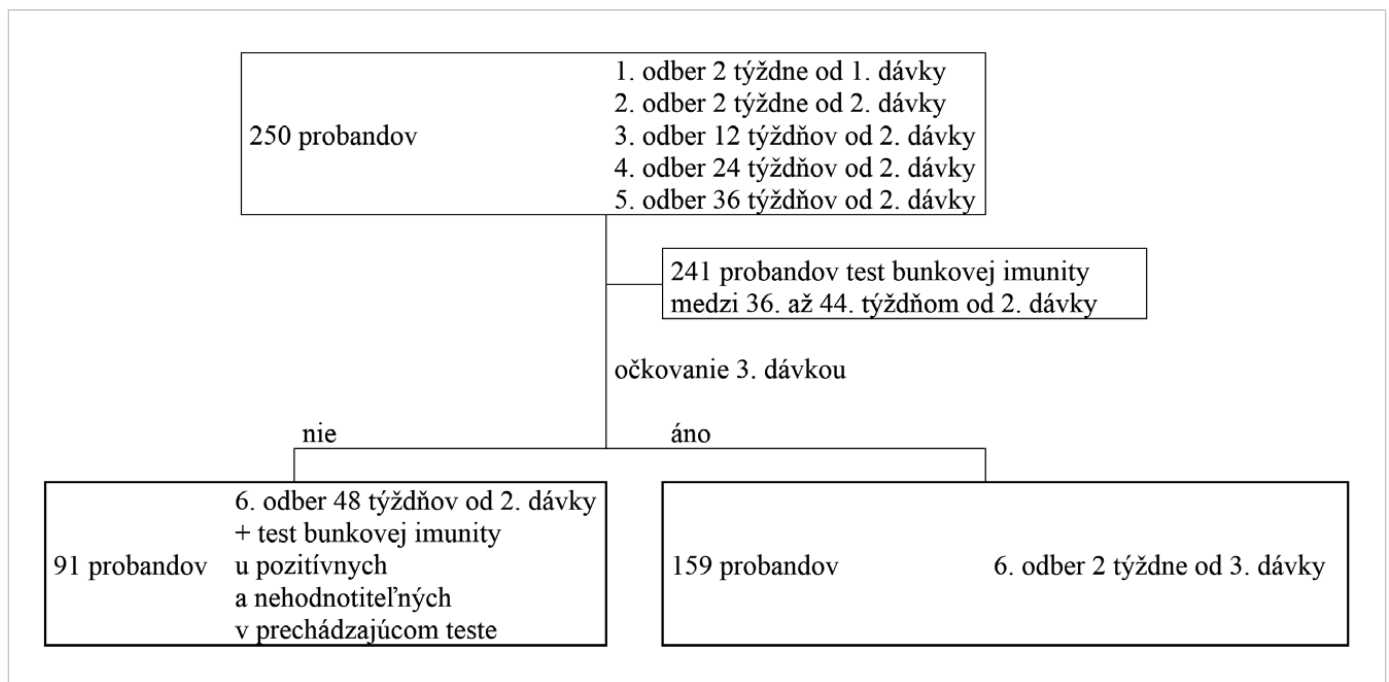 250 probandov
1. odber 2 týždne od 1. dávky
2. odber 2 týždne od 2. dávky
3. odber 12 týždňov od 2. dávky
4. odber 24 týždňov od 2. dávky
5. odber 36 týždňov od 2. dávky
241 probandov test bunkovej imunity
medzi 36. až 44. týždňom od 2. dávky
očkovanie 3. dávkou
nie
áno
91 probandov
6. odber 48 týždňov od 2. dávky
+ test bunkovej imunity
u pozitívnych
a nehodnotiteľných
v prechádzajúcom teste
159 probandov
6. odber 2 týždne od 3. dávky